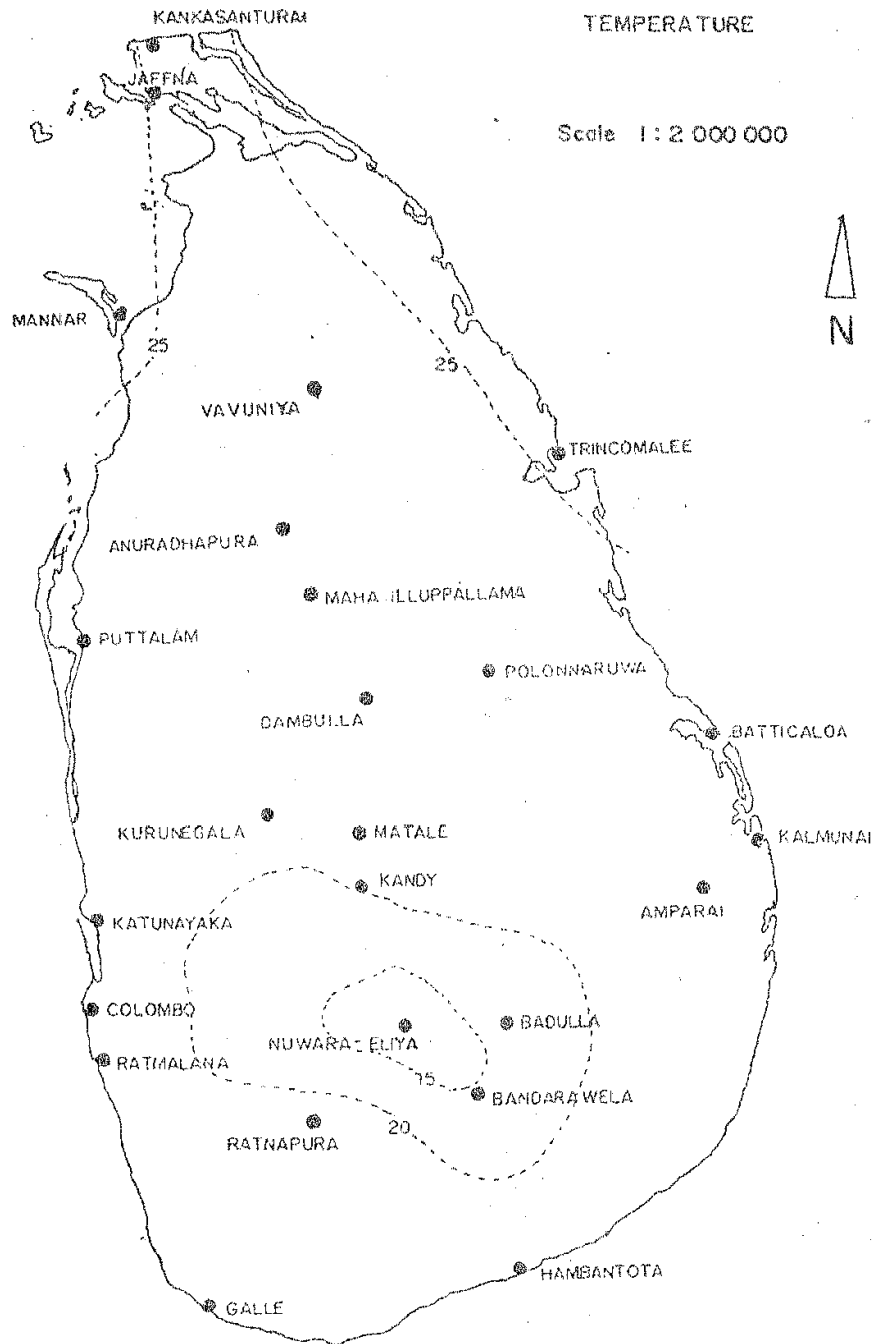 KANKASANTURAI
TEMPERATURE
JAFFNA
Scale 1 : 2 000 000
N
MANNAR
25
25
VAVUNIYA
TRINCOMALEE
ANURADHAPURA
MAHA ILLUPPALLAMA
PUTTALAM
POLONNARUWA
DAMBULLA
BATTICALOA
KURUNEGALA
MATALE
KALMUNAI
KANDY
AMPARAI
KATUNAYAKA
COLOMBO
BADULLA
NUWARA-ELIYA
RATMALANA
15
BANDARAWELA
20
RATNAPURA
HAMBANTOTA
GALLE